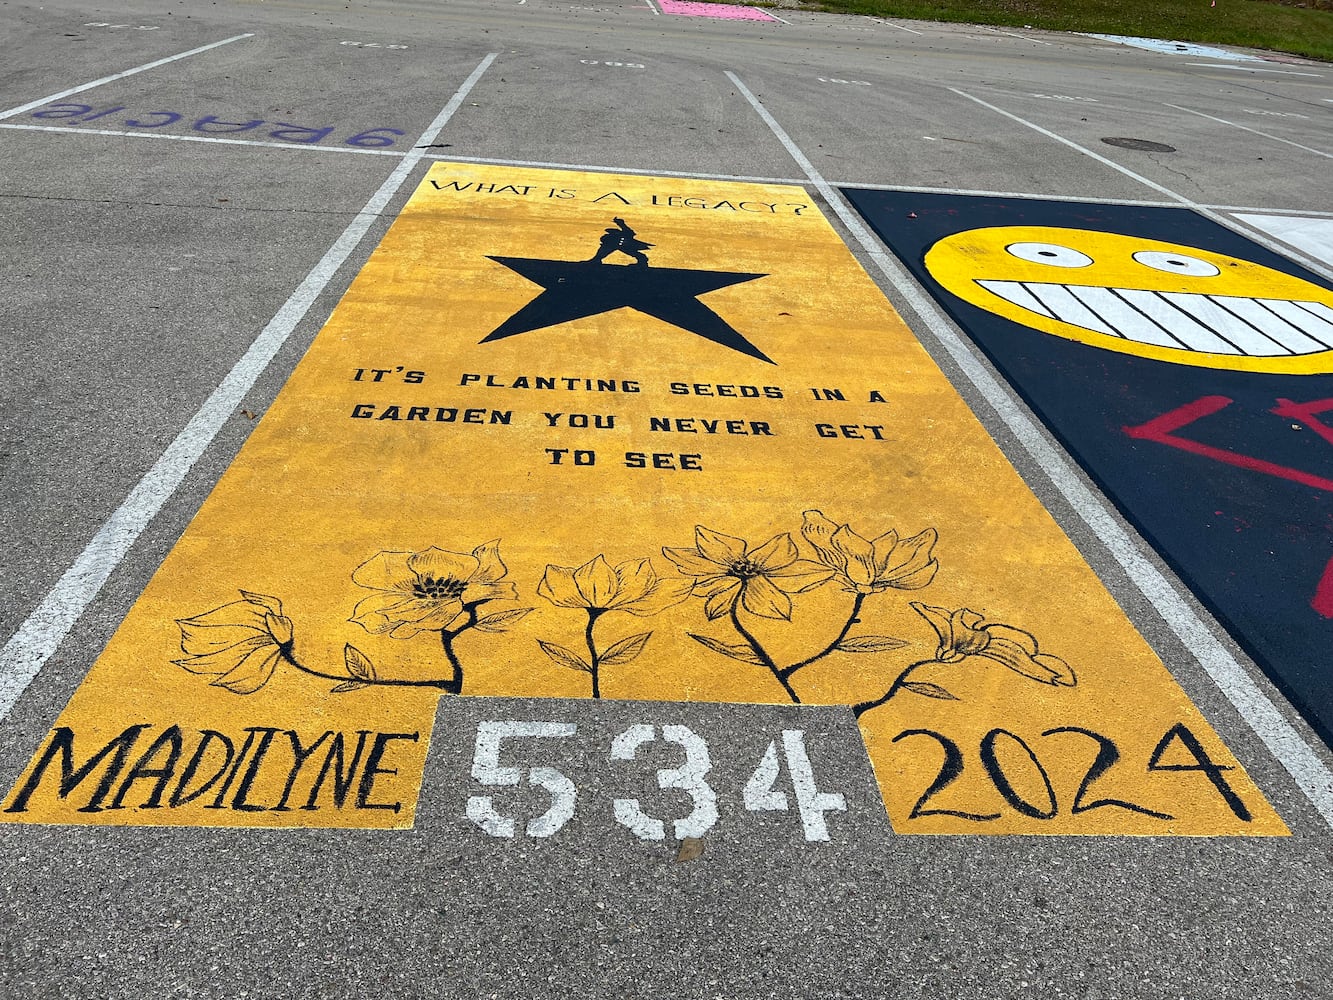 WHAT IS A LEGACY?
IT'S PLANTING SEEDS IN A
GARDEN YOU NEVER GET
TO SEE
MADILYNE
534
2024
gRACIE